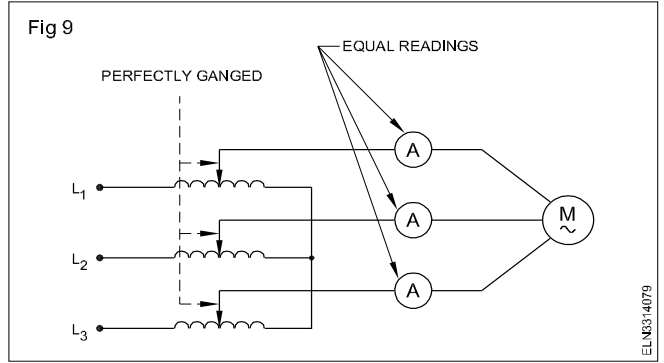 Fig 9
EQUAL READINGS
PERFECTLY GANGED
A
L1
A
M
L2
A
L3
ELN3314079